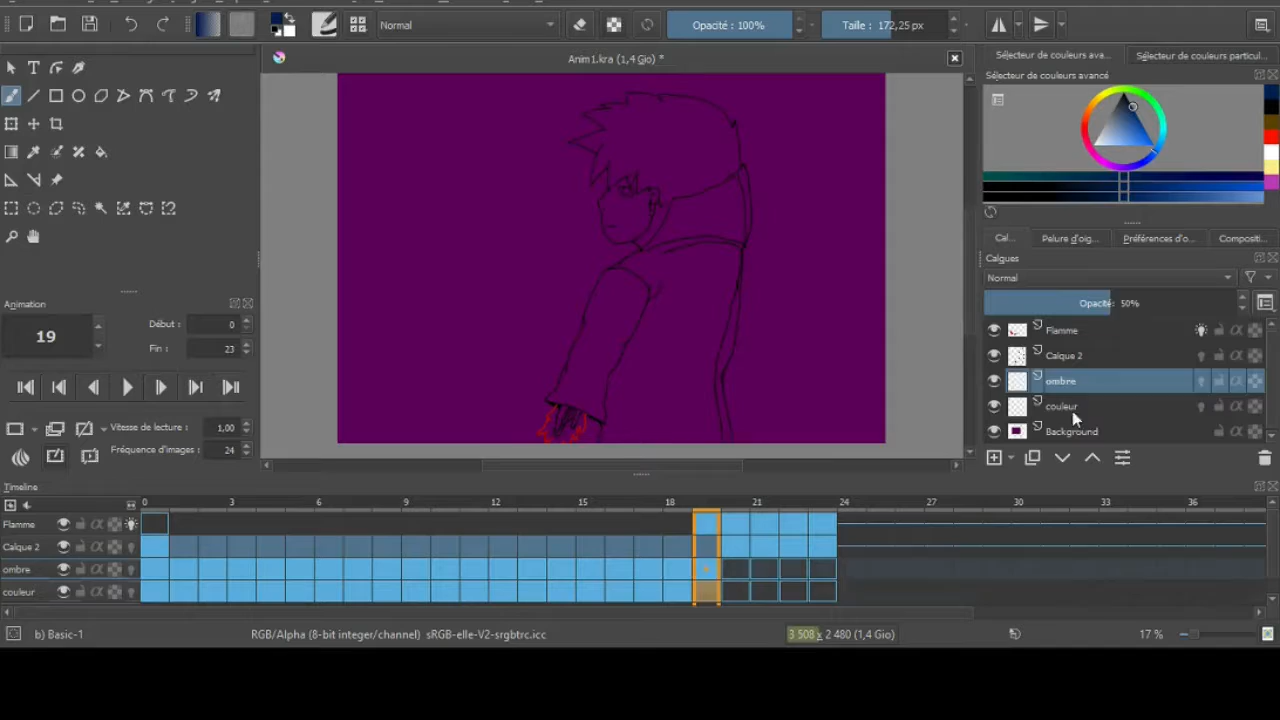 Normal
Opacité : 100%
Taille : 172,25 px
Anim1.kra (1,4 Gio) *
Sélecteur de couleurs ava...
Sélecteur de couleurs particul...
Sélecteur de couleurs avancé
Cal...
Pelure d'oig...
Préférences d'o...
Compositi...
Calques
Normal
Opacité : 50%
Flamme
Calque 2
ombre
couleur
Background
Animation
19
Début :
0
Fin :
23
Vitesse de lecture :
1,00
Fréquence d'images :
24
Timeline
0 3 6 9 12 15 18 21 24 27 30 33 36
Flamme
Calque 2
ombre
couleur
b) Basic-1
RGB/Alpha (8-bit integer/channel) sRGB-elle-V2-srgbtrc.icc
3 508 x 2 480 (1,4 Gio)
17 %